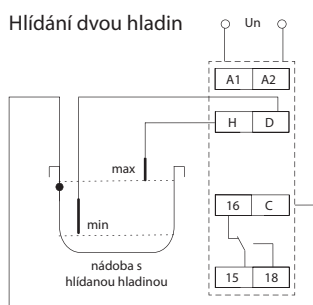 Hlídání dvou hladin
Un
A1 A2
H D
max
16 C
min
nádoba s
hlídanou hladinou
15 18